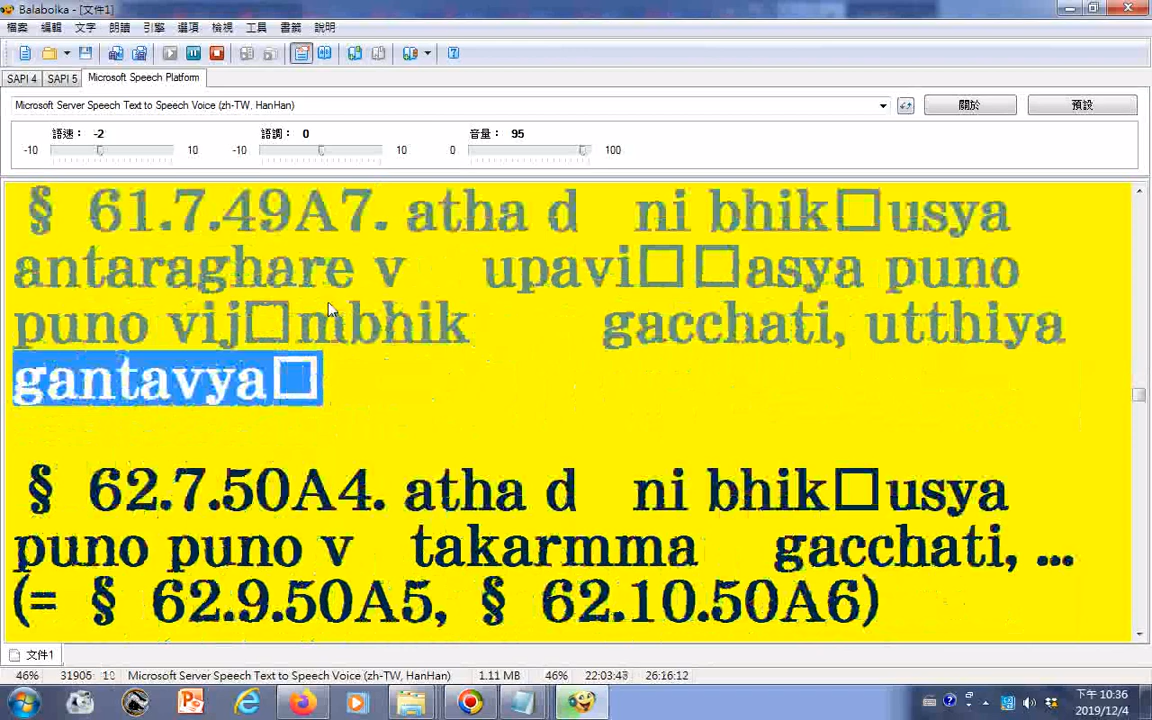 Balabolka - [文件1]
檔案 編輯 文字 朗讀 引擎 選項 檢視 工具 書籤 說明
SAPI 4 SAPI 5 Microsoft Speech Platform
Microsoft Server Speech Text to Speech Voice (zh-TW, HanHan) 關於 預設
語速： -2 語調： 0 音量： 95
-10 10 -10 10 0 100
§ 61.7.49A7. atha d ni bhik□usya
antaraghare v upavi□□asya puno
puno vij□mbhik gacchati, utthiya
gantavya□
§ 62.7.50A4. atha d ni bhik□usya
puno puno v takarmma gacchati, ...
(= § 62.9.50A5, § 62.10.50A6)
文件1
46% 31905 10 Microsoft Server Speech Text to Speech Voice (zh-TW, HanHan) 1.11 MB 46% 22:03:43 26:16:12
下午 10:36
2019/12/4